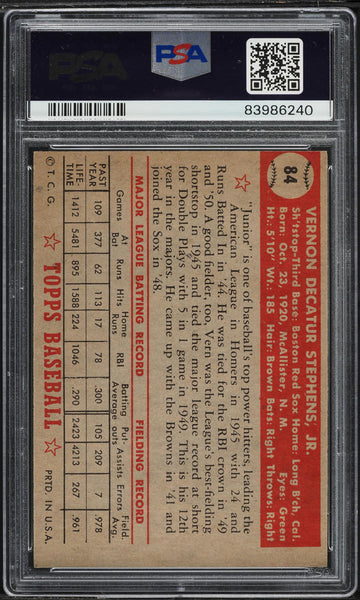 PSA
PSA
83986240
84
VERNON DECATUR STEPHENS, JR.
Sh'tstop-Third Base: Boston Red Sox Home: Long B'ch, Cal.
Born: Oct. 23, 1920, McAllister, N. M. Eyes: Green
Ht.: 5'10" Wt.: 185 Hair: Brown Bats: Right Throws: Right
"Junior" is one of baseball's top power hitters, leading the
American League in Homers in 1945 with 24 and
Runs Batted In in '44. He was tied for the RBI crown in '49
and '50. A good fielder, too, Vern was the League's best-fielding
shortstop in 1945 and tied the major league record at short
for Double Plays with 5 in 1 game in 1949. This is his 12th
year in the majors. He came up with the Browns in '41 and
joined the Sox in '48.
MAJOR LEAGUE BATTING RECORD FIELDING RECORD
Games At Bat Runs Hits Home Runs RBI Batting Average Put-outs Assists Errors Field. Avg.
PAST YEAR 109 377 62 113 17 78 .300 105 209 7 .978
LIFE-TIME 1412 5481 895 1588 224 1046 .290 2423 4213 267 .961
© T. C. G. TOPPS BASEBALL PRTD. IN U.S.A.